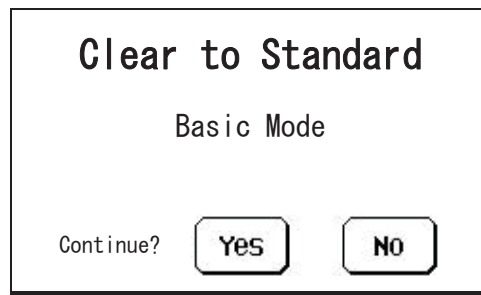 Clear to Standard
Basic Mode
Continue? Yes No